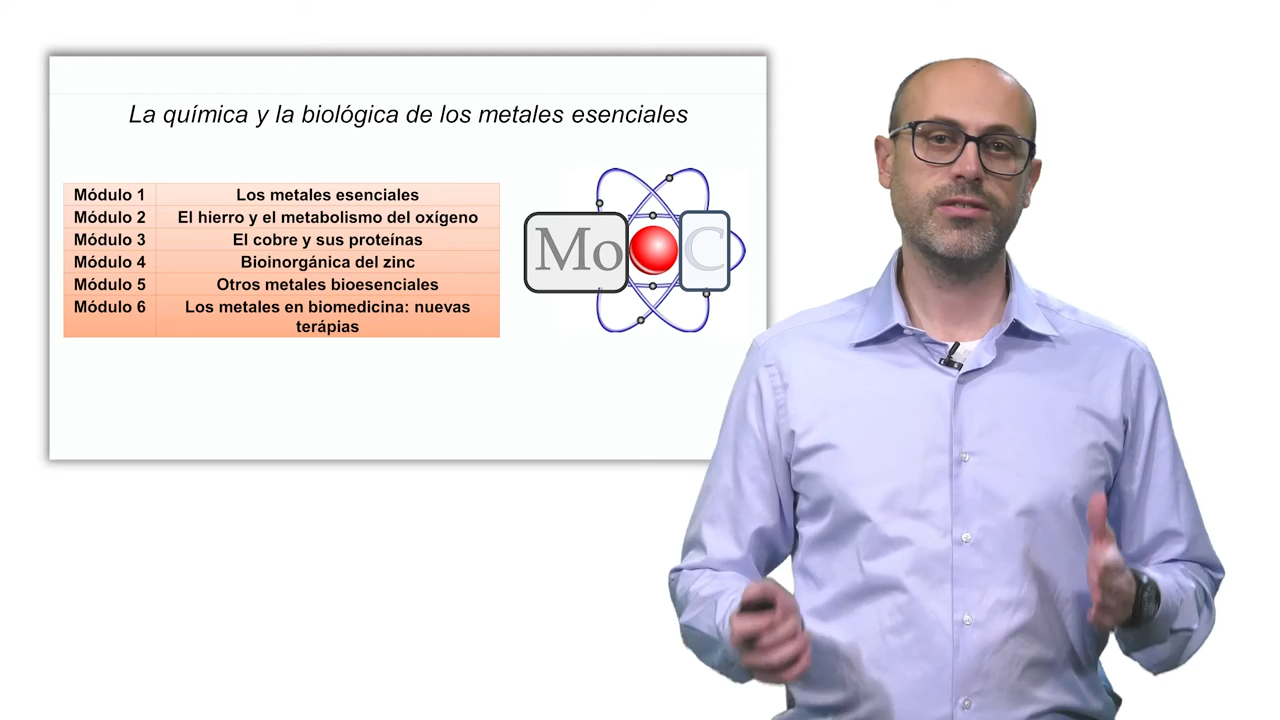 La química y la biológica de los metales esenciales
Módulo 1 Los metales esenciales
Módulo 2 El hierro y el metabolismo del oxígeno
Módulo 3 El cobre y sus proteínas
Módulo 4 Bioinorgánica del zinc
Módulo 5 Otros metales bioesenciales
Módulo 6 Los metales en biomedicina: nuevas
terápias
Mo C